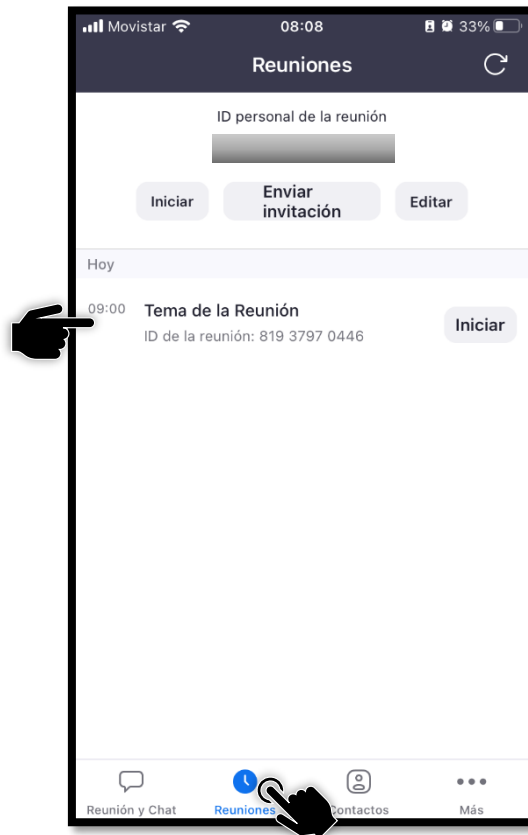 Movistar 08:08 33%
Reuniones
ID personal de la reunión
Iniciar Enviar invitación Editar
Hoy
09:00 Tema de la Reunión
ID de la reunión: 819 3797 0446
Iniciar
Reunión y Chat Reuniones Contactos Más